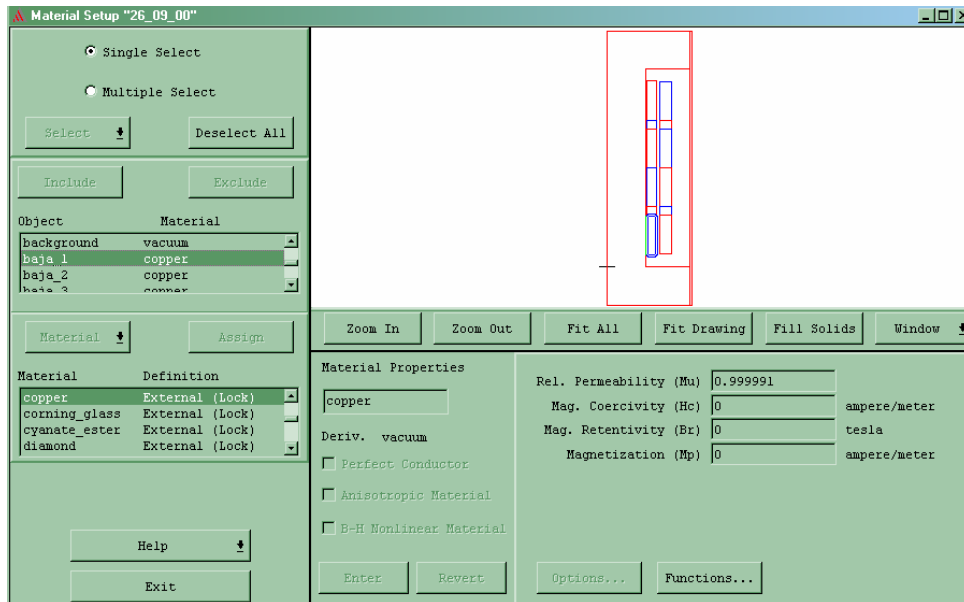 Material Setup "26_09_00"
Single Select
Multiple Select
Select Deselect All
Include Exclude
Object Material
background vacuum
baja_1 copper
baja_2 copper
baja_3 copper
Material Assign
Material Definition
copper External (Lock)
corning_glass External (Lock)
cyanate_ester External (Lock)
diamond External (Lock)
Help
Exit
Zoom In Zoom Out Fit All Fit Drawing Fill Solids Window
Material Properties
copper
Deriv. vacuum
Perfect Conductor
Anisotropic Material
B-H Nonlinear Material
Enter Revert
Rel. Permeability (Mu) 0.999991
Mag. Coercivity (Hc) 0 ampere/meter
Mag. Retentivity (Br) 0 tesla
Magnetization (Mp) 0 ampere/meter
Options... Functions...